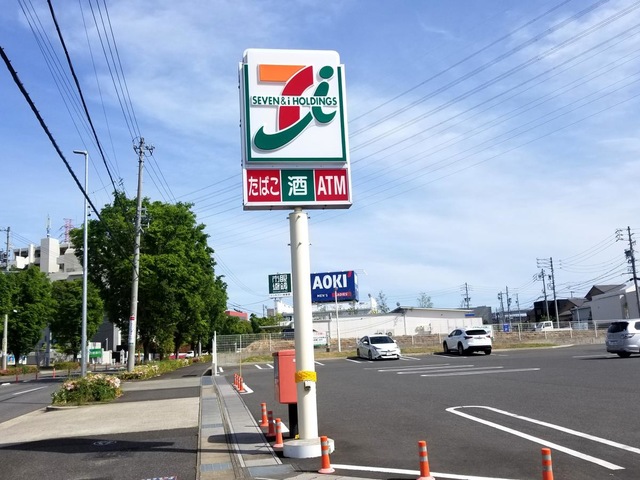 SEVEN & i HOLDINGS
たばこ 酒 ATM
AOKI